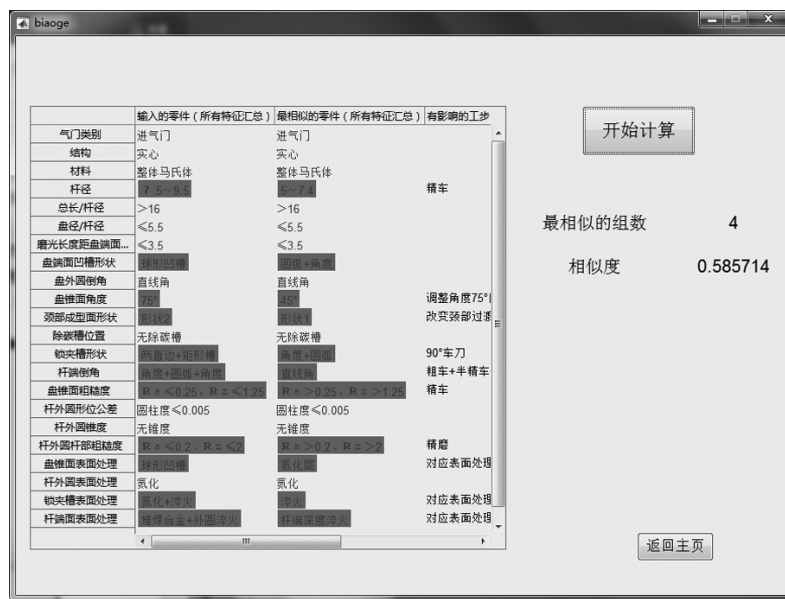 biaoge
输入的零件（所有特征汇总） 最相似的零件（所有特征汇总） 有影响的工步
气门类别 进气门 进气门
结构 实心 实心
材料 整体马氏体 整体马氏体
杆径 7.5~9.5 5~7.4 精车
总长/杆径 >16 >16
盘径/杆径 ≤5.5 ≤5.5
磨光长度距盘端面... ≤3.5 ≤3.5
盘端面凹槽形状 球形凹槽 圆弧+角度
盘外圆倒角 直线角 直线角
盘锥面角度 75° 45° 调整角度75°
颈部成型面形状 形状2 形状1 改变颈部过渡
除碳槽位置 无除碳槽 无除碳槽
锁夹槽形状 两直边+矩形槽 角度+圆弧 90°车刀
杆端倒角 角度+圆弧+角度 直线角 粗车+半精车
盘锥面粗糙度 Ra≤0.25、Rz≤1.25 Ra>0.25、Rz>1.25 精车
杆外圆形位公差 圆柱度≤0.005 圆柱度≤0.005
杆外圆锥度 无锥度 无锥度
杆外圆杆部粗糙度 Ra≤0.2、Rz≤2 Ra>0.2、Rz>2 精磨
盘锥面表面处理 球形凹槽 氮化层 对应表面处理
杆外圆表面处理 氮化 氮化
锁夹槽表面处理 氮化+淬火 淬火 对应表面处理
杆端面表面处理 堆焊合金+外圆淬火 杆端深度淬火 对应表面处理
开始计算
最相似的组数 4
相似度 0.585714
返回主页